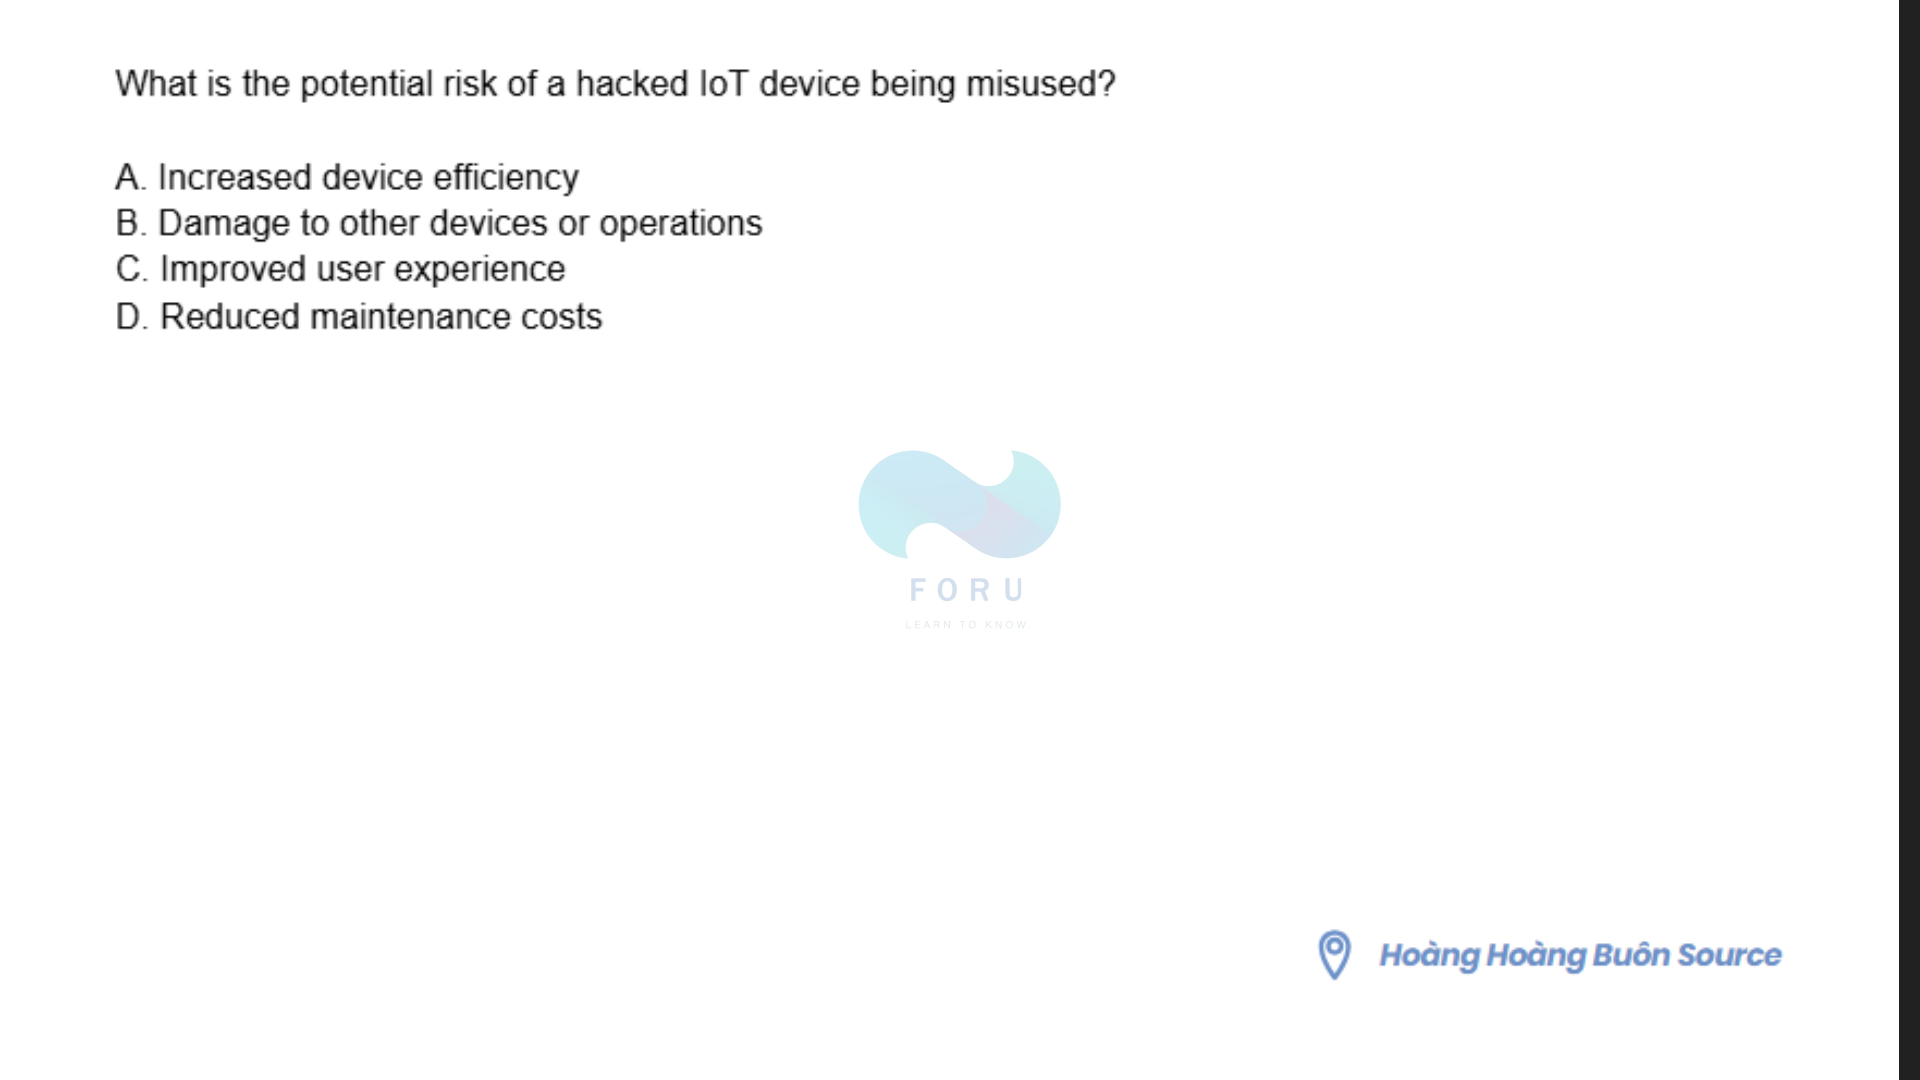 What is the potential risk of a hacked IoT device being misused?
A. Increased device efficiency
B. Damage to other devices or operations
C. Improved user experience
D. Reduced maintenance costs
FORU
LEARN TO KNOW
Hoàng Hoàng Buôn Source